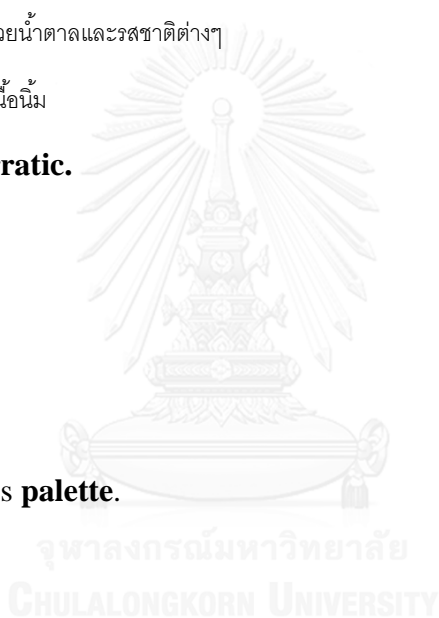 วยน้ำตาลและรสชาติต่างๆ
นื้อนิ้ม
ratic.
s palette.
จุฬาลงกรณ์มหาวิทยาลัย
CHULALONGKORN UNIVERSITY